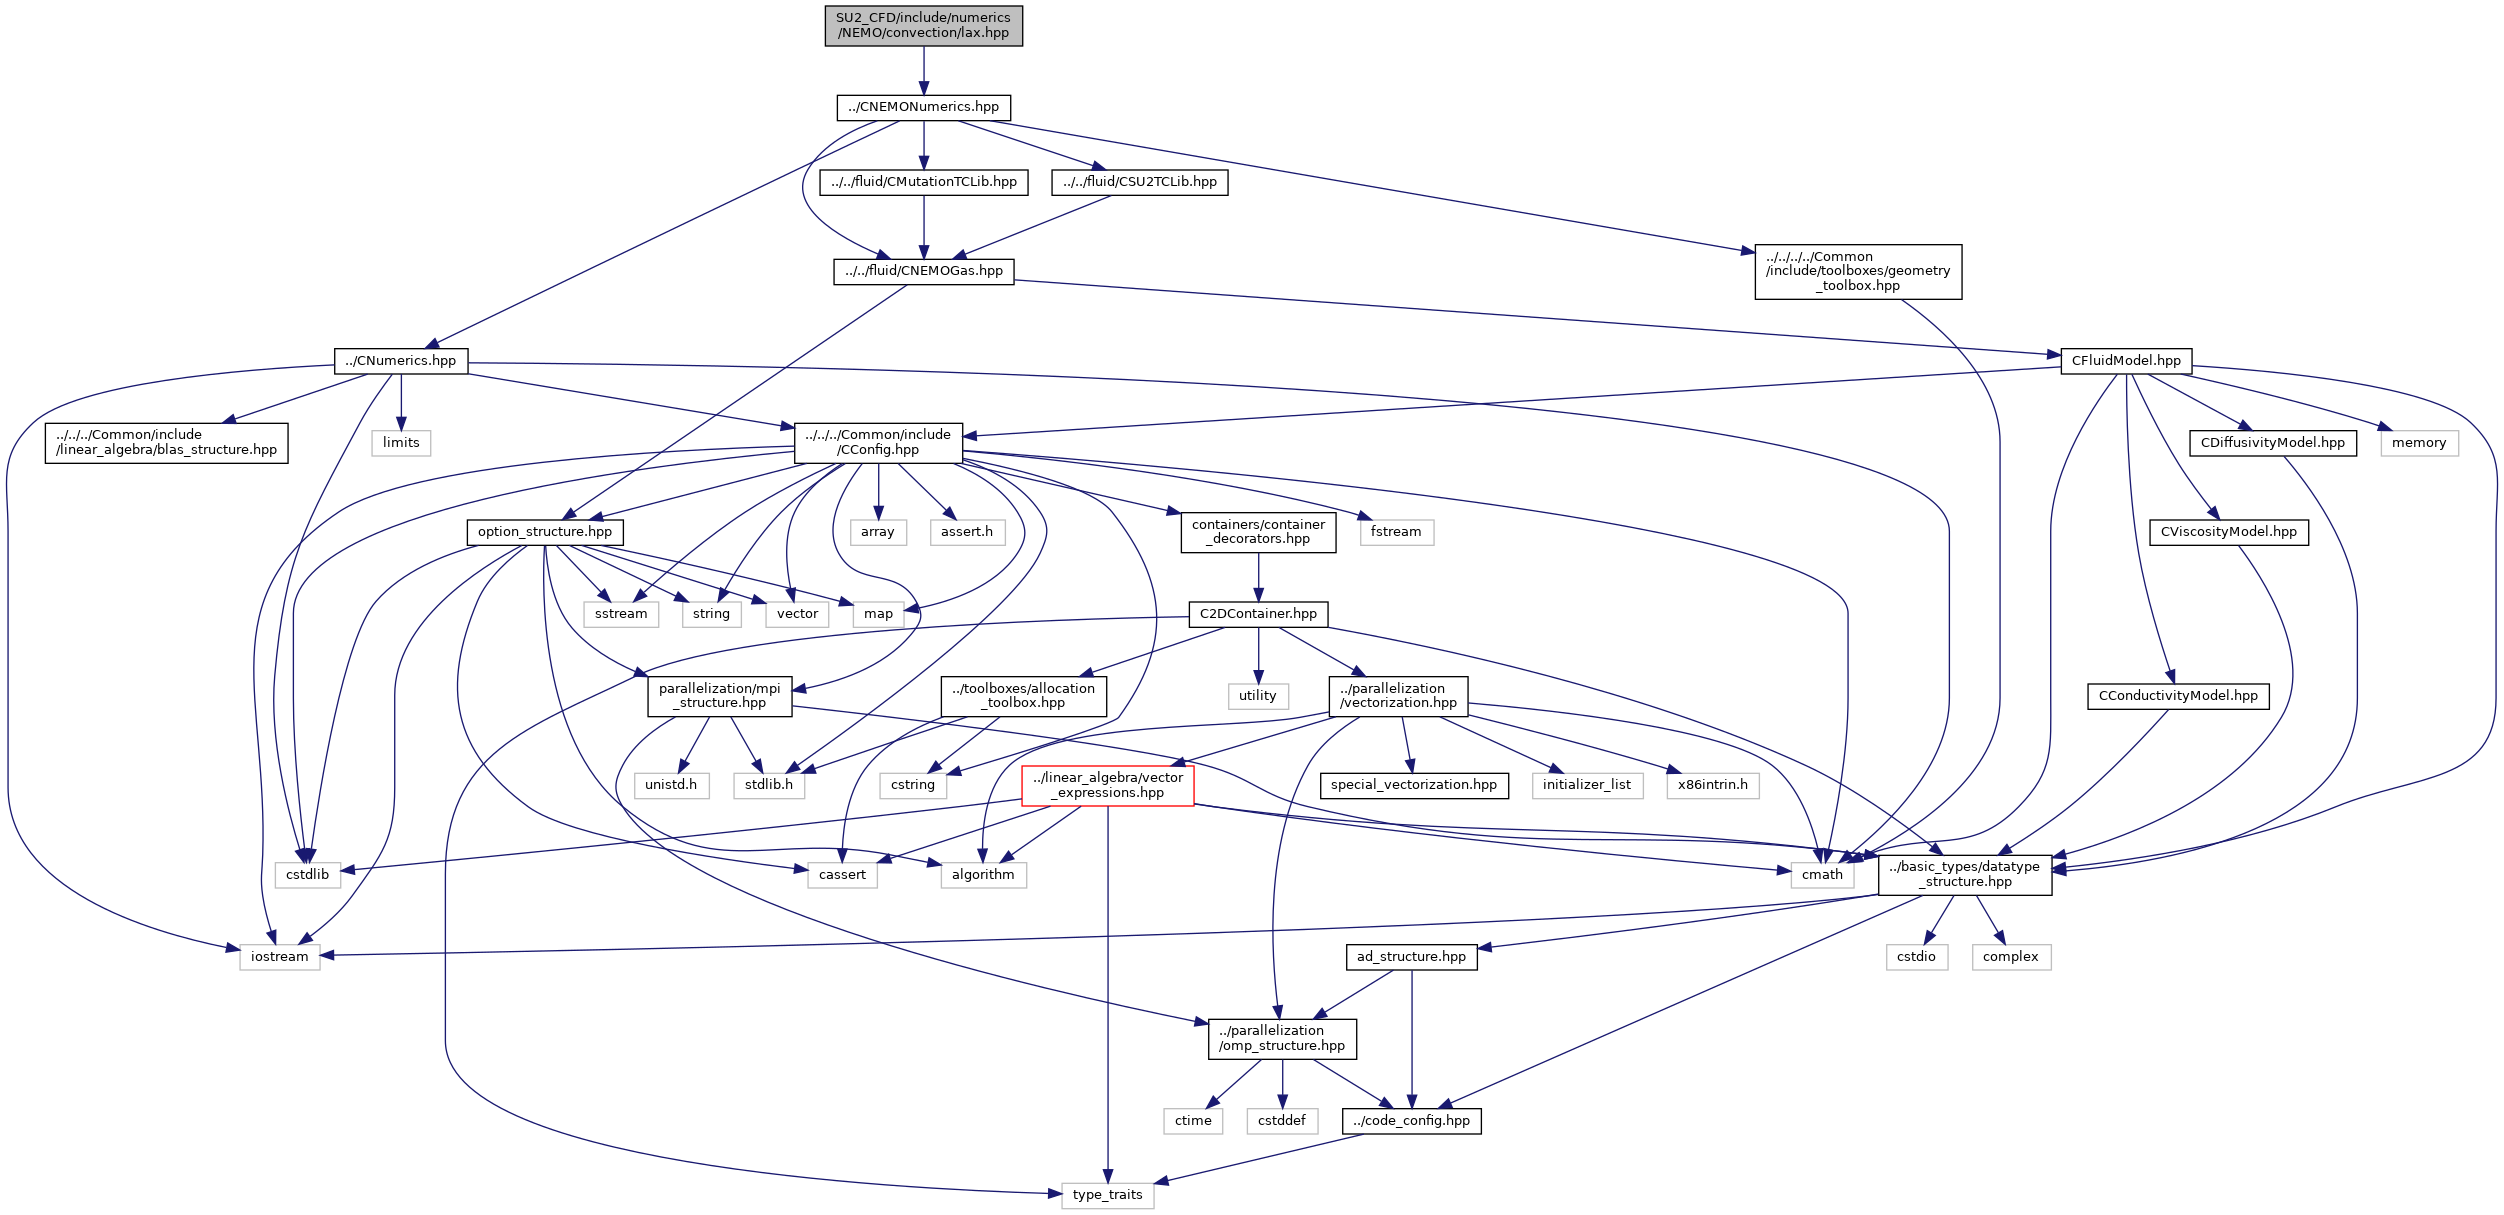 SU2_CFD/include/numerics
/NEMO/convection/lax.hpp
../CNEMONumerics.hpp
../../fluid/CMutationTCLib.hpp
../../fluid/CSU2TCLib.hpp
../../fluid/CNEMOGas.hpp
../../../../Common
/include/toolboxes/geometry
_toolbox.hpp
../CNumerics.hpp
CFluidModel.hpp
../../../Common/include
/linear_algebra/blas_structure.hpp
limits
../../../Common/include
/CConfig.hpp
CDiffusivityModel.hpp
memory
option_structure.hpp
array
assert.h
containers/container
_decorators.hpp
fstream
CViscosityModel.hpp
sstream
string
vector
map
C2DContainer.hpp
parallelization/mpi
_structure.hpp
../toolboxes/allocation
_toolbox.hpp
utility
../parallelization
/vectorization.hpp
CConductivityModel.hpp
unistd.h
stdlib.h
cstring
../linear_algebra/vector
_expressions.hpp
special_vectorization.hpp
initializer_list
x86intrin.h
cstdlib
cassert
algorithm
cmath
../basic_types/datatype
_structure.hpp
iostream
ad_structure.hpp
cstdio
complex
../parallelization
/omp_structure.hpp
ctime
cstddef
../code_config.hpp
type_traits